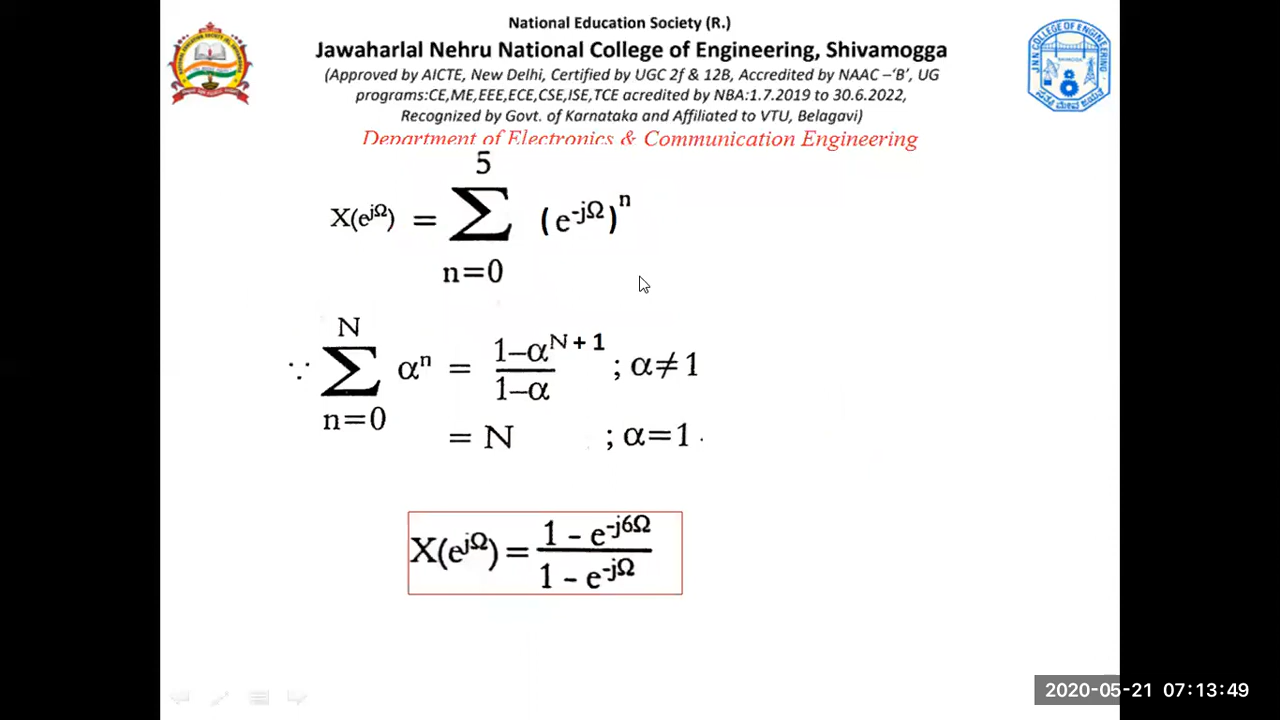 National Education Society (R.)
Jawaharlal Nehru National College of Engineering, Shivamogga
(Approved by AICTE, New Delhi, Certified by UGC 2f & 12B, Accredited by NAAC –‘B’, UG
programs:CE,ME,EEE,ECE,CSE,ISE,TCE acredited by NBA:1.7.2019 to 30.6.2022,
Recognized by Govt. of Karnataka and Affiliated to VTU, Belagavi)
Department of Electronics & Communication Engineering
5
X(e^jΩ) = ∑ (e^-jΩ)^n
n=0
N
∵ ∑ α^n = 1–α^N+1 / 1–α ; α≠1
n=0
= N ; α=1 .
X(e^jΩ) = 1 - e^-j6Ω / 1 - e^-jΩ
2020-05-21 07:13:49